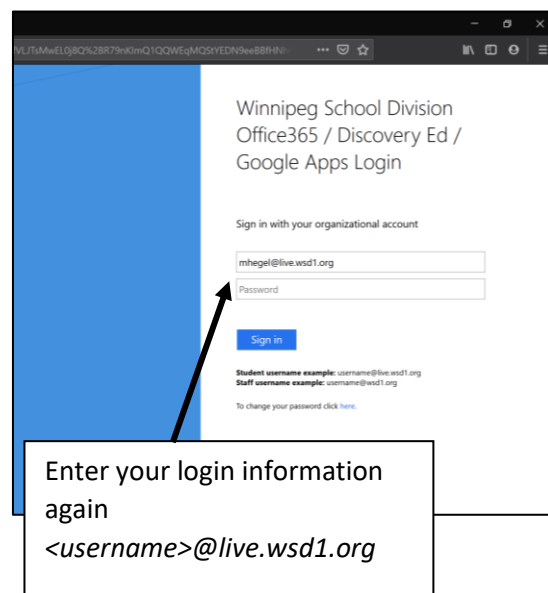 Winnipeg School Division
Office365 / Discovery Ed /
Google Apps Login
Sign in with your organizational account
mhegel@live.wsd1.org
Password
Sign in
Student username example: username@live.wsd1.org
Staff username example: username@wsd1.org
To change your password click here.
Enter your login information
again
<username>@live.wsd1.org